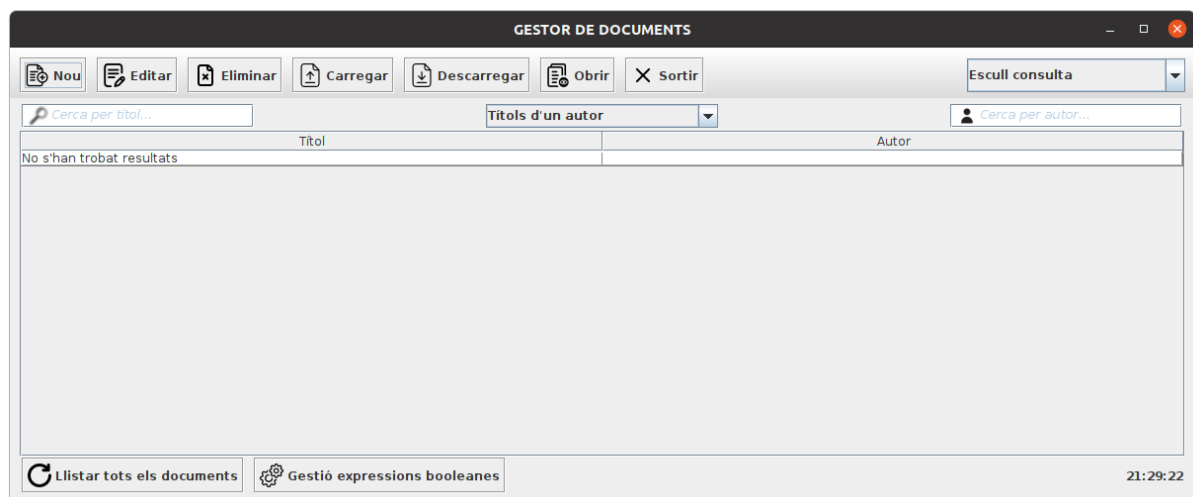 GESTOR DE DOCUMENTS
Nou Editar Eliminar Carregar Descarregar Obrir Sortir Escull consulta
Cerca per títol... Títols d'un autor Cerca per autor...
Títol Autor
No s'han trobat resultats
Llistar tots els documents Gestió expressions booleanes 21:29:22